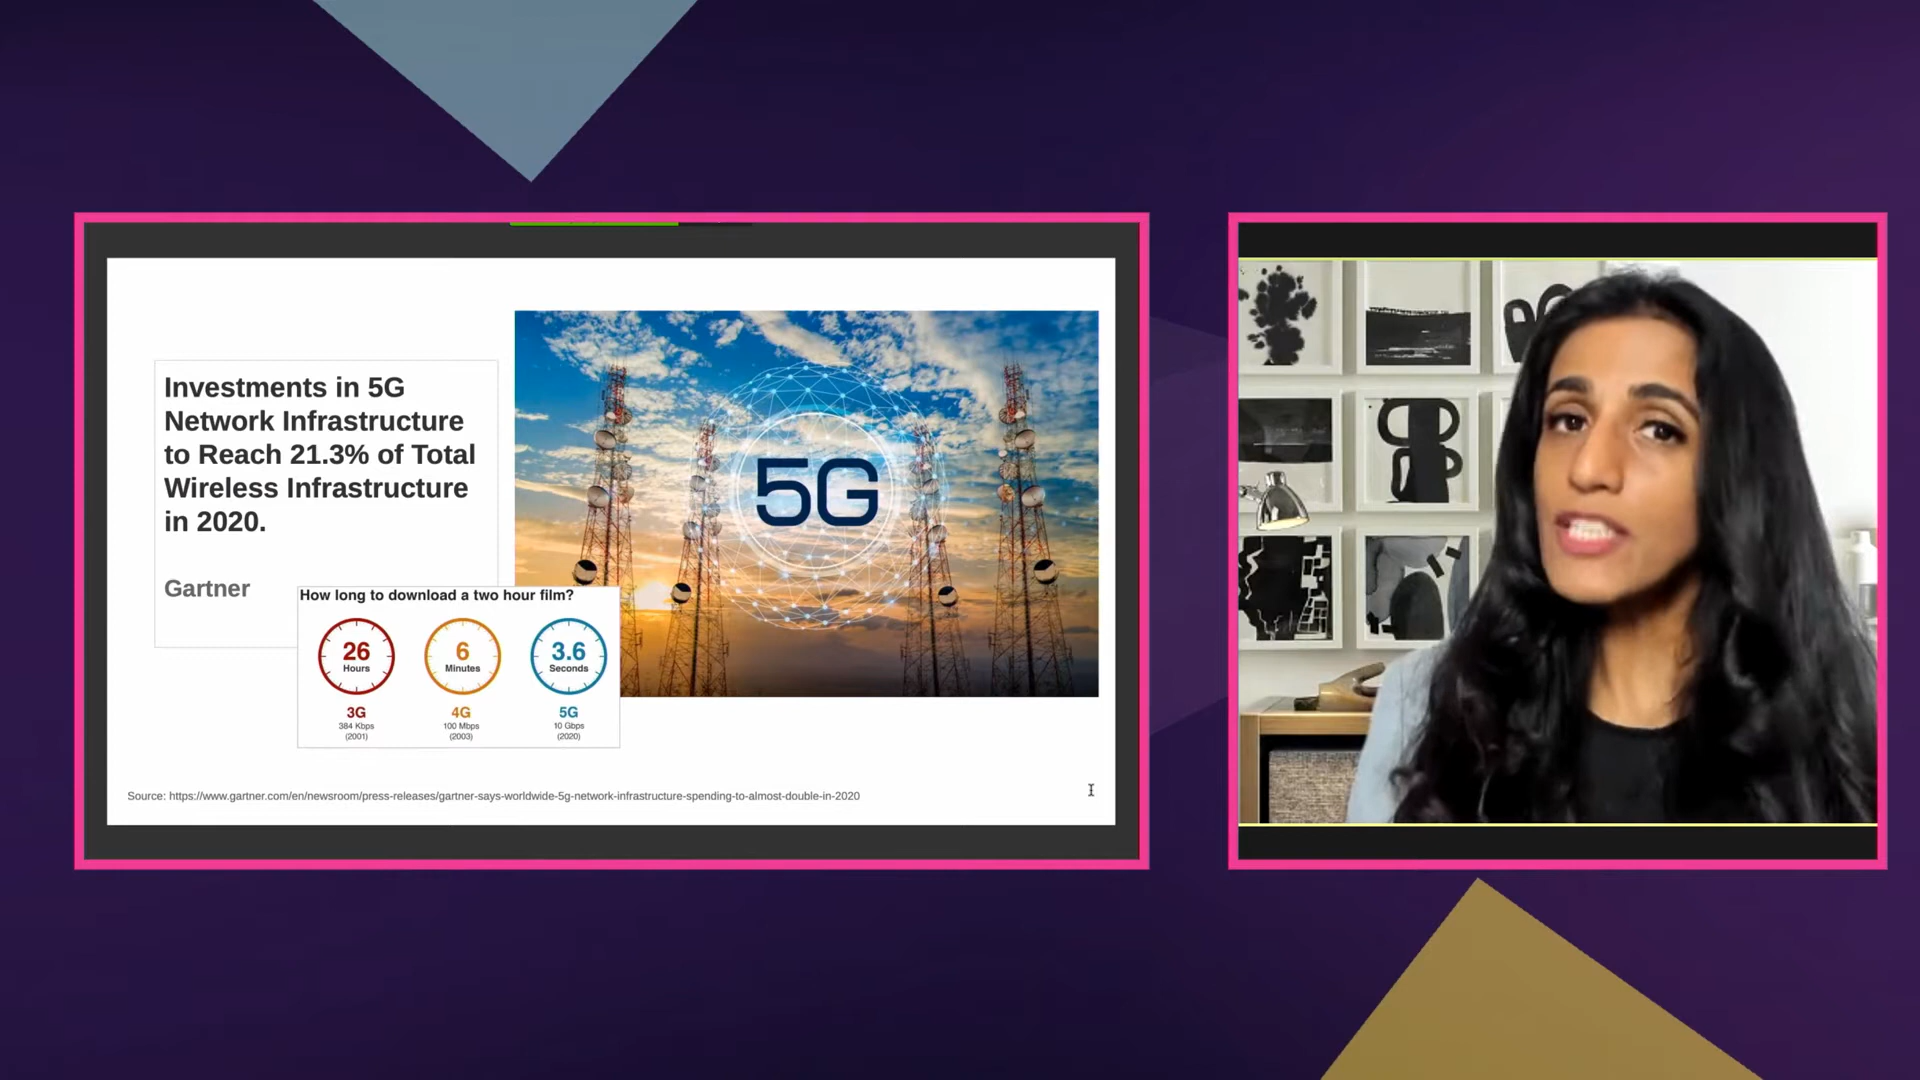 Investments in 5G
Network Infrastructure
to Reach 21.3% of Total
Wireless Infrastructure
in 2020.
Gartner
5G
How long to download a two hour film?
26
Hours
6
Minutes
3.6
Seconds
3G
384 Kbps
(2001)
4G
100 Mbps
(2003)
5G
10 Gbps
(2020)
Source: https://www.gartner.com/en/newsroom/press-releases/gartner-says-worldwide-5g-network-infrastructure-spending-to-almost-double-in-2020